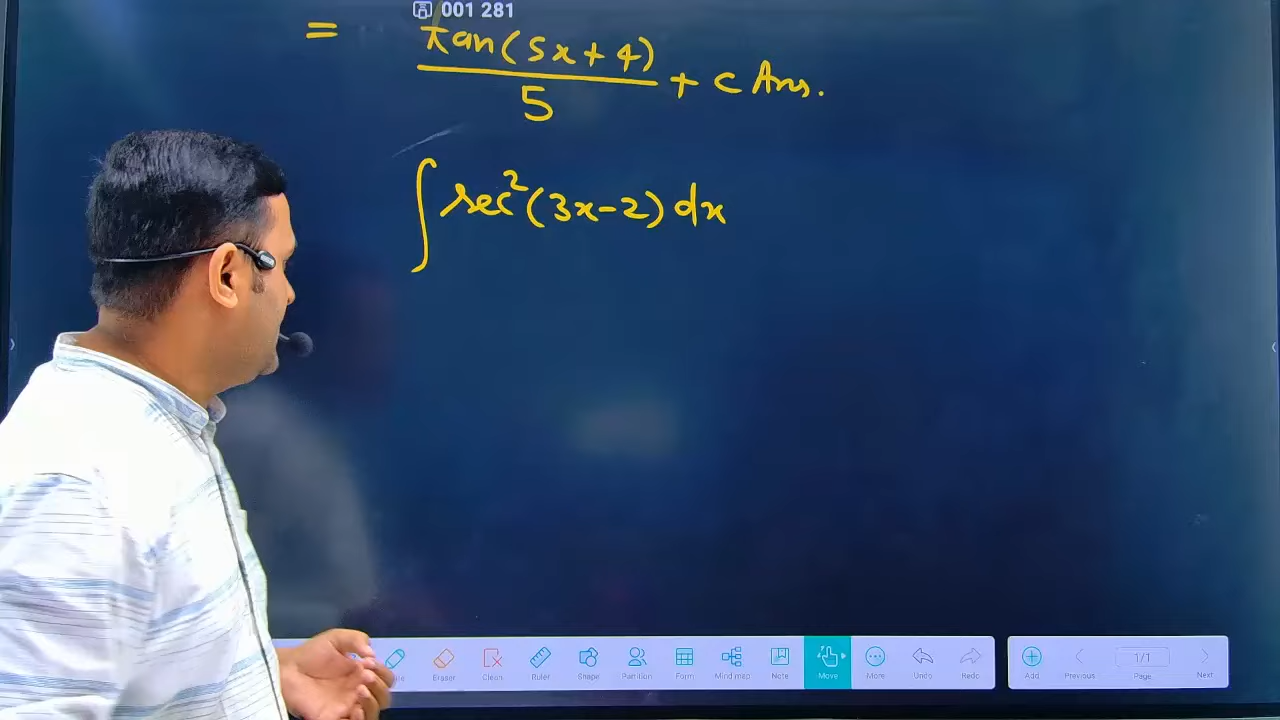 001 281
= tan(5x+4)/5 + c Ans.
∫ sec²(3x-2) dx
Eraser Clean Ruler Shape Partition Form Mind map Note Move More Undo Redo Add Previous 1/1 Page Next